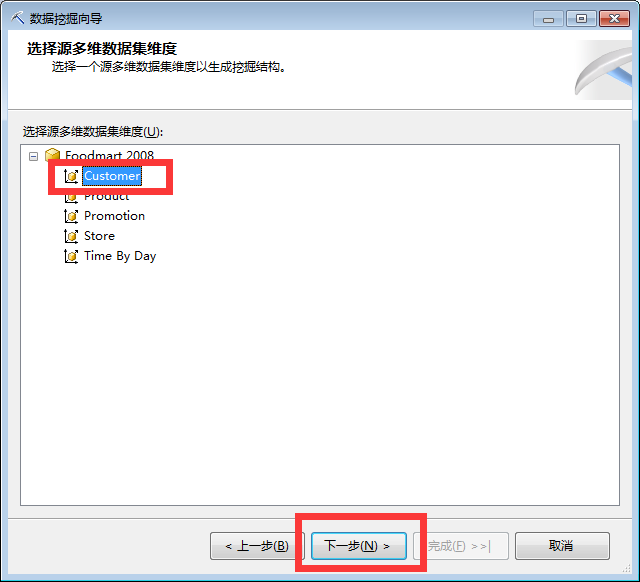 数据挖掘向导
选择源多维数据集维度
选择一个源多维数据集维度以生成挖掘结构。
选择源多维数据集维度(U):
Foodmart 2008
Customer
Product
Promotion
Store
Time By Day
< 上一步(B)
下一步(N) >
完成(F) >>|
取消